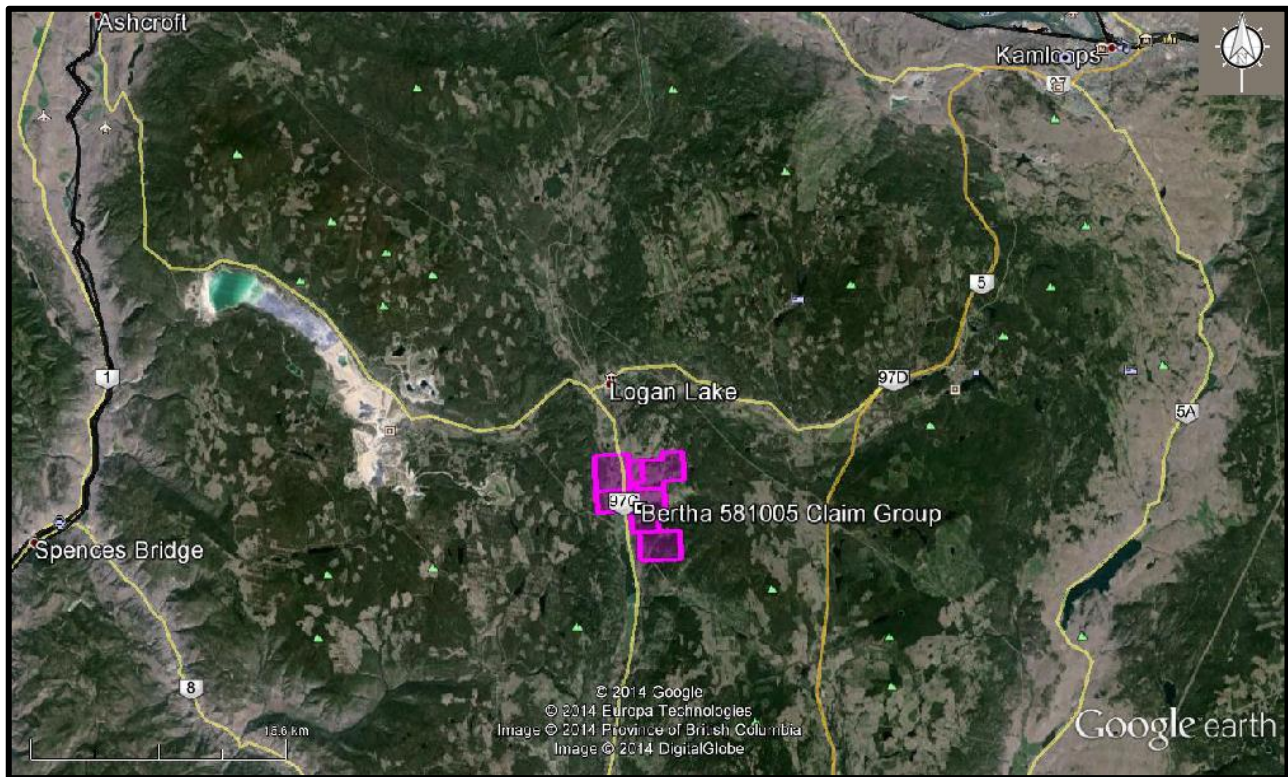 Ashcroft
Kamloops
97
5
97D
1
Logan Lake
5A
97C
Bertha 581005 Claim Group
Spences Bridge
8
© 2014 Google
© 2014 Europa Technologies
Image © 2014 Province of British Columbia
Image © 2014 DigitalGlobe
Google earth